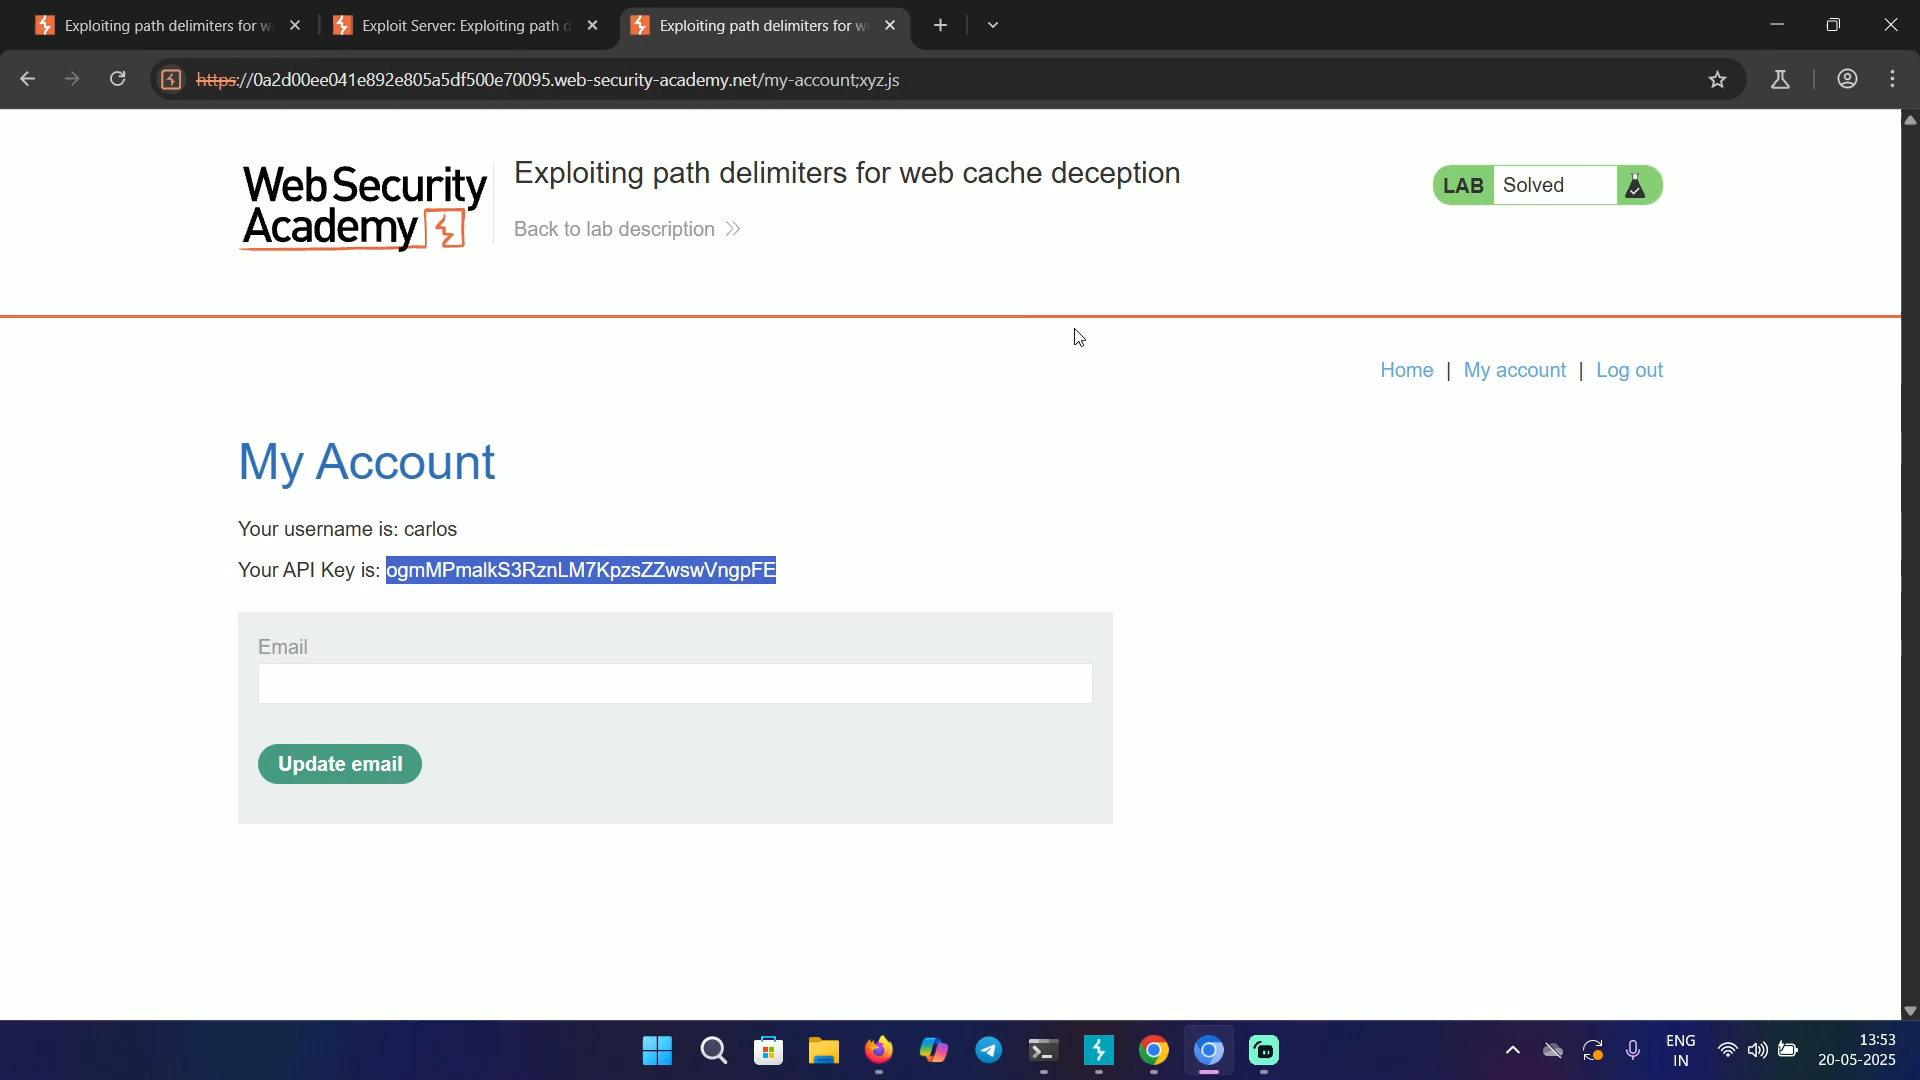 Exploiting path delimiters for w
Exploit Server: Exploiting path d
Exploiting path delimiters for w
https://0a2d00ee041e892e805a5df500e70095.web-security-academy.net/my-account;xyz.js
Web Security
Academy
Exploiting path delimiters for web cache deception
Back to lab description
LAB Solved
Home | My account | Log out
My Account
Your username is: carlos
Your API Key is: ogmMPmalkS3RznLM7KpzsZZwswVngpFE
Email
Update email
ENG
IN
13:53
20-05-2025